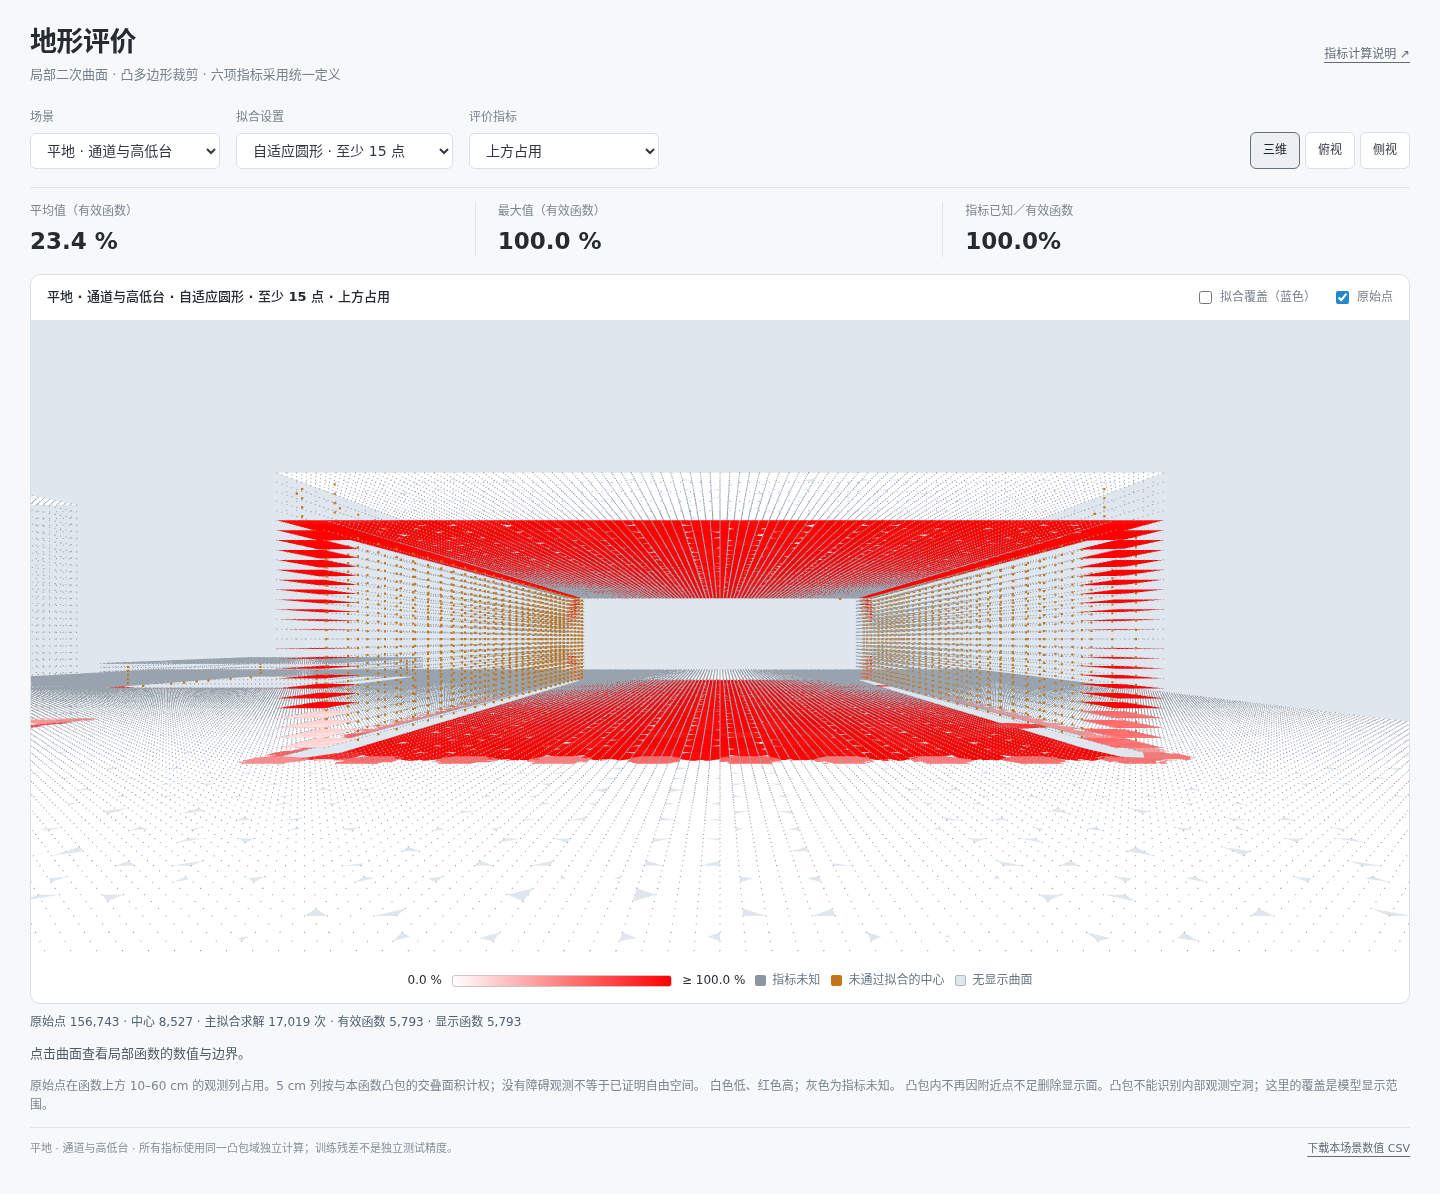 地形评价
局部二次曲面 · 凸多边形裁剪 · 六项指标采用统一定义
指标计算说明 ↗
场景
拟合设置
评价指标
平地 · 通道与高低台
自适应圆形 · 至少 15 点
上方占用
三维
俯视
侧视
平均值（有效函数）
23.4 %
最大值（有效函数）
100.0 %
指标已知／有效函数
100.0%
平地 · 通道与高低台 · 自适应圆形 · 至少 15 点 · 上方占用
拟合覆盖（蓝色）
原始点
0.0 %
≥ 100.0 %
指标未知
未通过拟合的中心
无显示曲面
原始点 156,743 · 中心 8,527 · 主拟合求解 17,019 次 · 有效函数 5,793 · 显示函数 5,793
点击曲面查看局部函数的数值与边界。
原始点在函数上方 10–60 cm 的观测列占用。5 cm 列按与本函数凸包的交叠面积计权；没有障碍观测不等于已证明自由空间。 白色低、红色高；灰色为指标未知。 凸包内不再因附近点不足删除显示面。凸包不能识别内部观测空洞；这里的覆盖是模型显示范
围。
平地 · 通道与高低台 · 所有指标使用同一凸包域独立计算；训练残差不是独立测试精度。
下载本场景数值 CSV